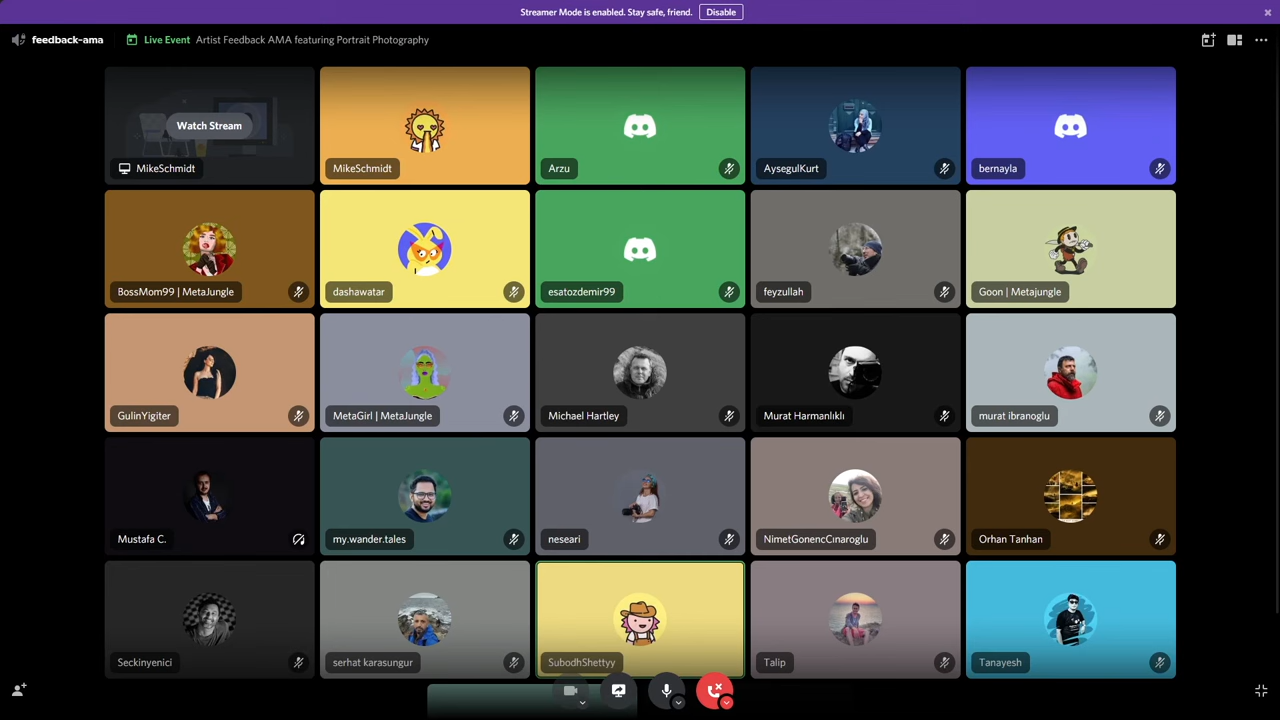 Streamer Mode is enabled. Stay safe, friend. Disable
feedback-ama Live Event Artist Feedback AMA featuring Portrait Photography
Watch Stream
MikeSchmidt
MikeSchmidt
Arzu
AysegulKurt
bernayla
BossMom99 | MetaJungle
dashawatar
esatozdemir99
feyzullah
Goon | Metajungle
GulinYigiter
MetaGirl | MetaJungle
Michael Hartley
Murat Harmanlıklı
murat ibranoglu
Mustafa C.
my.wander.tales
neseari
NimetGonencCınaroglu
Orhan Tanhan
Seckinyenici
serhat karasungur
SubodhShettyy
Talip
Tanayesh